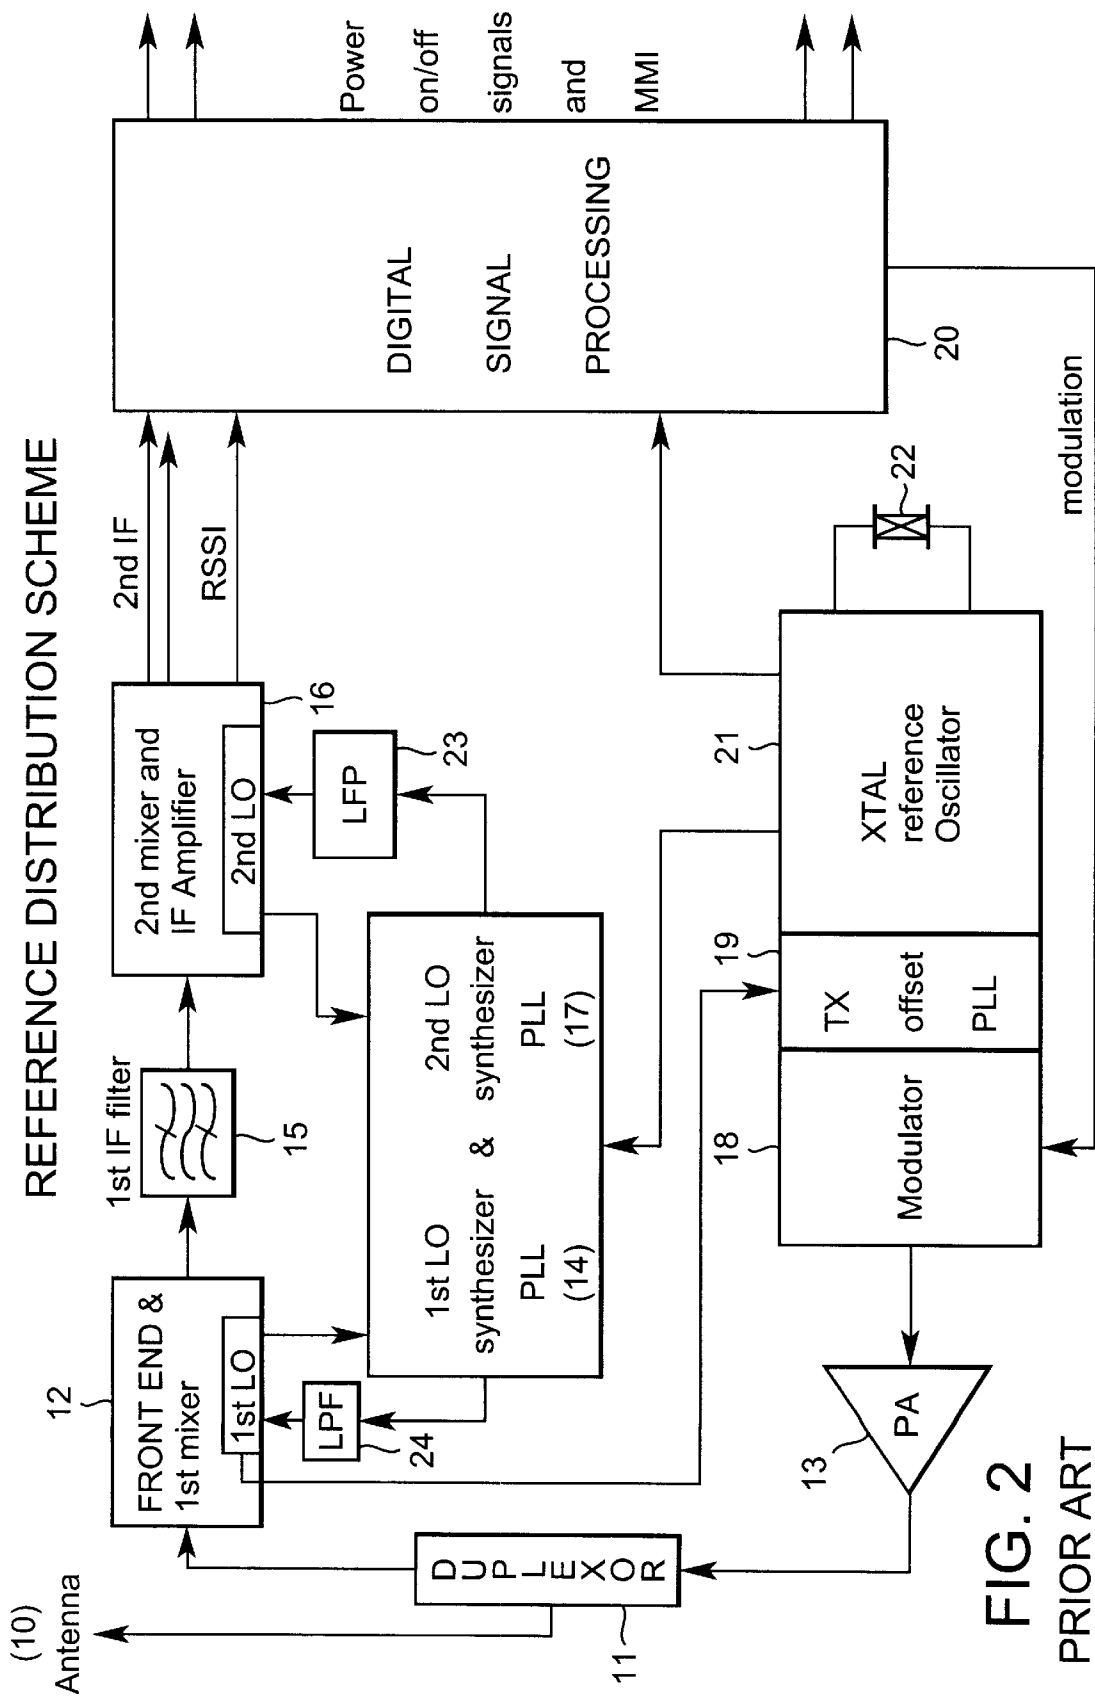 REFERENCE DISTRIBUTION SCHEME
(10)
Antenna
DUPLEXOR
11
12
FRONT END &
1st mixer
1st LO
LPF
24
1st IF filter
15
2nd mixer and
IF Amplifier
2nd LO
16
LFP
23
2nd IF
RSSI
1st LO
synthesizer
PLL
(14)
&
2nd LO
synthesizer
PLL
(17)
DIGITAL
SIGNAL
PROCESSING
20
Power
on/off
signals
and
MMI
13
PA
18
Modulator
19
TX
offset
PLL
21
XTAL
reference
Oscillator
22
modulation
FIG. 2
PRIOR ART